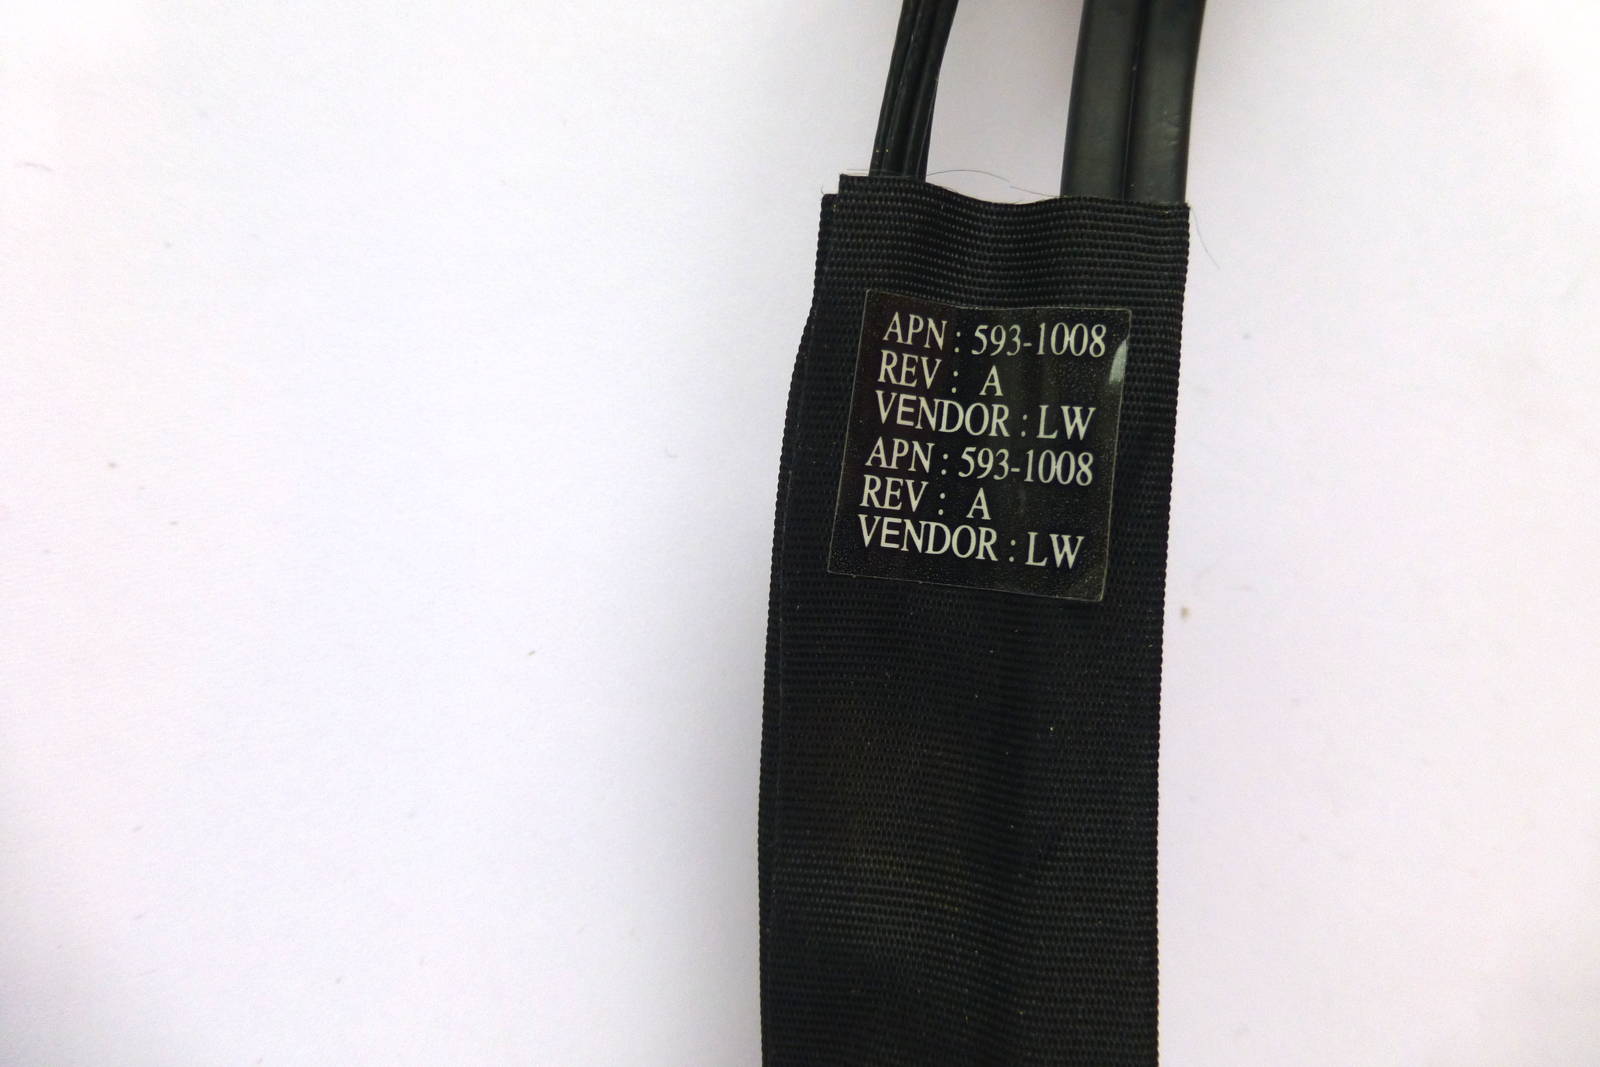 APN : 593-1008
REV : A
VENDOR : LW
APN : 593-1008
REV : A
VENDOR : LW